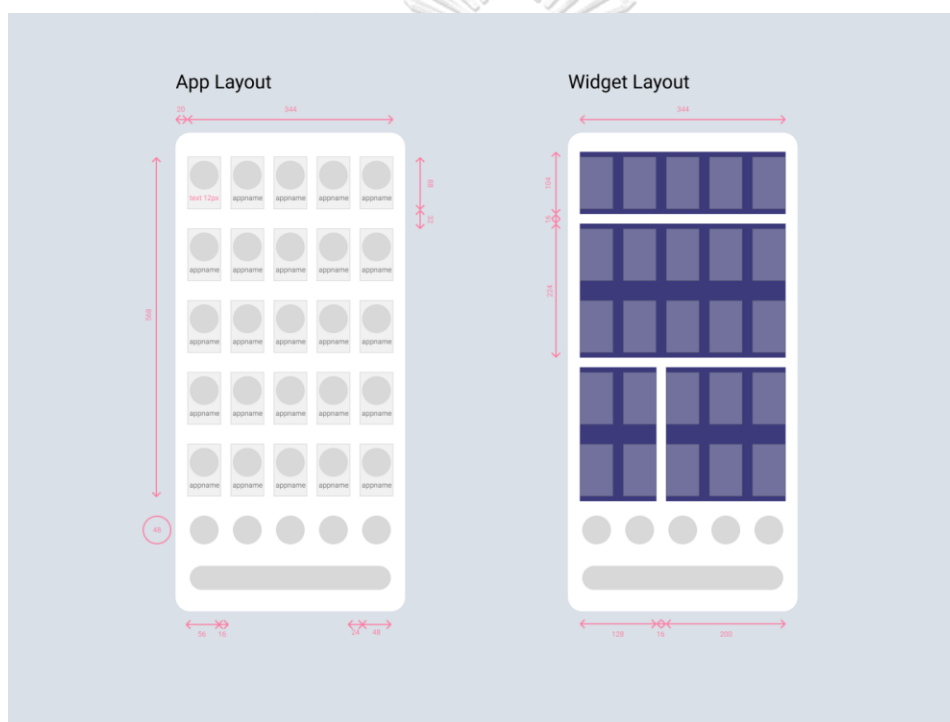 App Layout
Widget Layout
20
344
344
text 12px appname appname appname appname
88
32
104
16
appname appname appname appname appname
224
568
appname appname appname appname appname
appname appname appname appname appname
appname appname appname appname appname
48
56 16
24 48
128 16 200